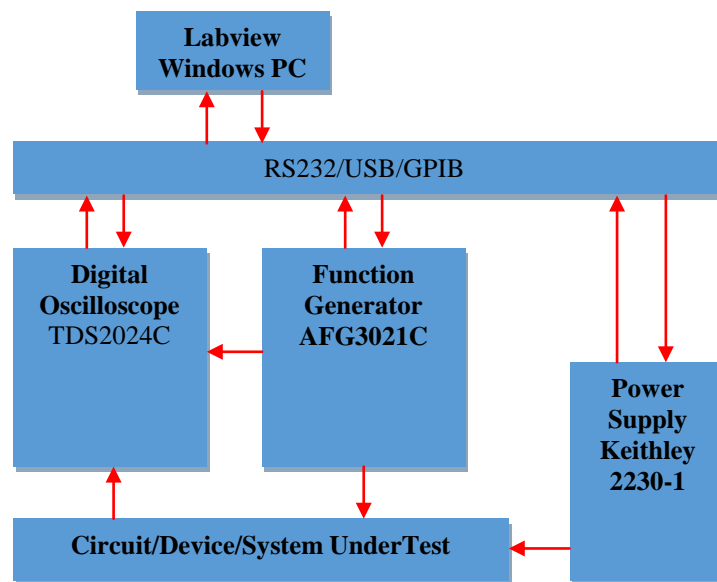 Labview
Windows PC
RS232/USB/GPIB
Digital
Oscilloscope
TDS2024C
Function
Generator
AFG3021C
Power
Supply
Keithley
2230-1
Circuit/Device/System UnderTest